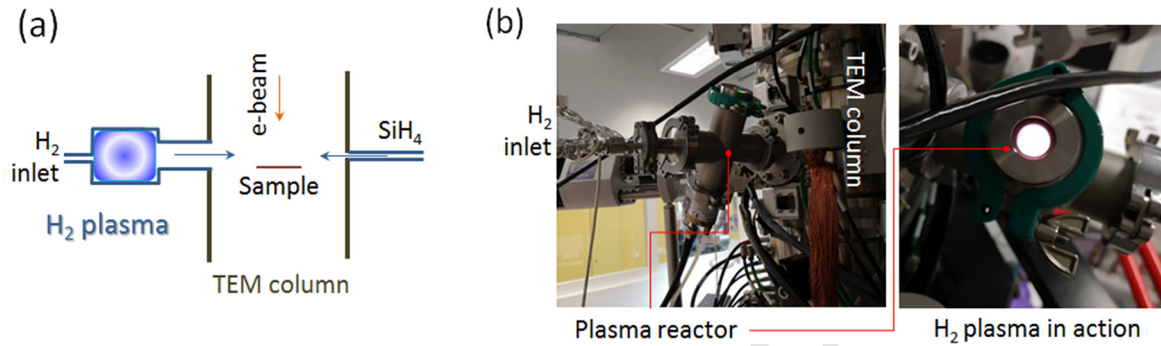 (a)
e-beam
H₂
inlet
SiH₄
Sample
H₂ plasma
TEM column
(b)
H₂
inlet
TEM column
Plasma reactor
H₂ plasma in action